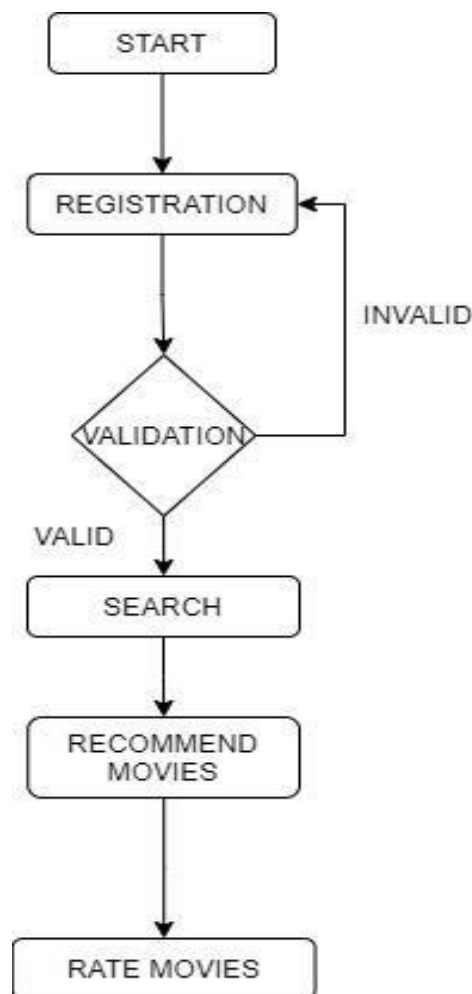 START
REGISTRATION
INVALID
VALIDATION
VALID
SEARCH
RECOMMEND
MOVIES
RATE MOVIES